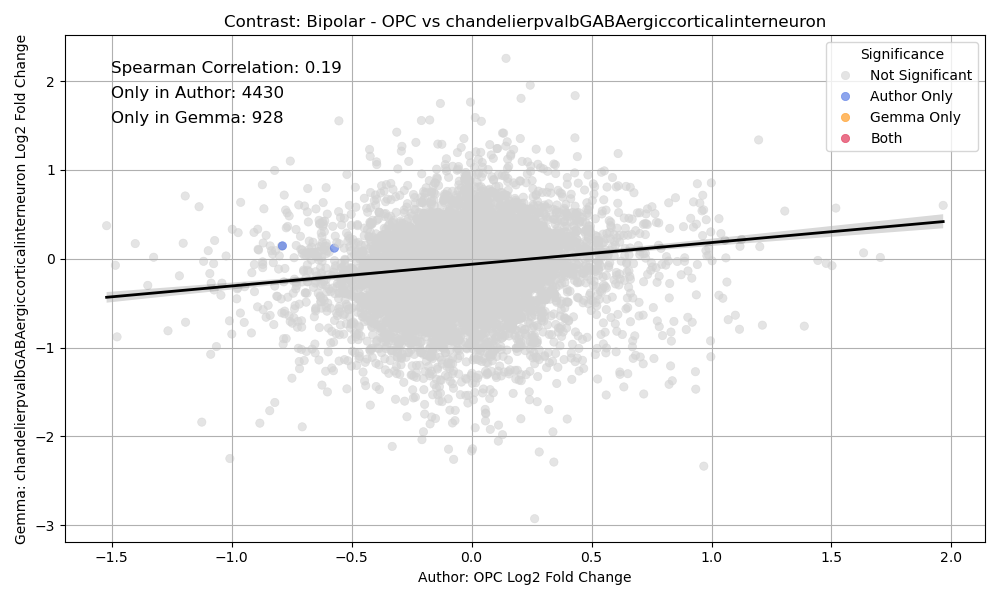 Contrast: Bipolar - OPC vs chandelierpvalbGABAergiccorticalinterneuron
Spearman Correlation: 0.19
Only in Author: 4430
Only in Gemma: 928
Significance
Not Significant
Author Only
Gemma Only
Both
Gemma: chandelierpvalbGABAergiccorticalinterneuron Log2 Fold Change
2
1
0
−1
−2
−3
−1.5
−1.0
−0.5
0.0
0.5
1.0
1.5
2.0
Author: OPC Log2 Fold Change